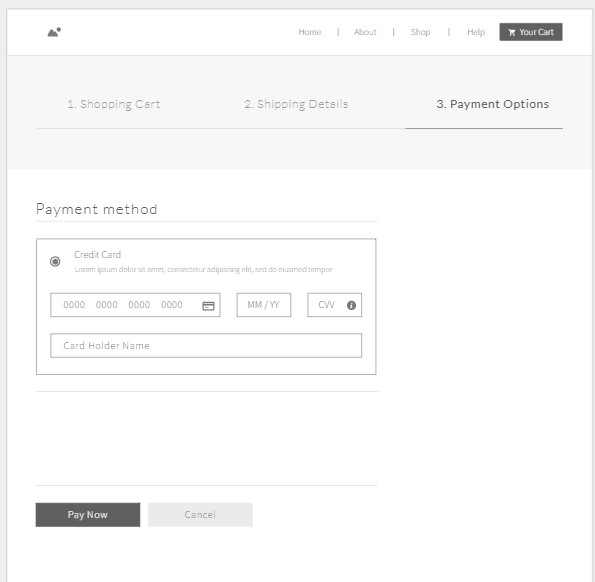 Home | About | Shop | Help Your Cart
1. Shopping Cart 2. Shipping Details 3. Payment Options
Payment method
Credit Card
Lorem ipsum dolor sit amet, consectetur adipiscing elit, sed do eiusmod tempor
0000 0000 0000 0000 MM / YY CVV
Card Holder Name
Pay Now Cancel